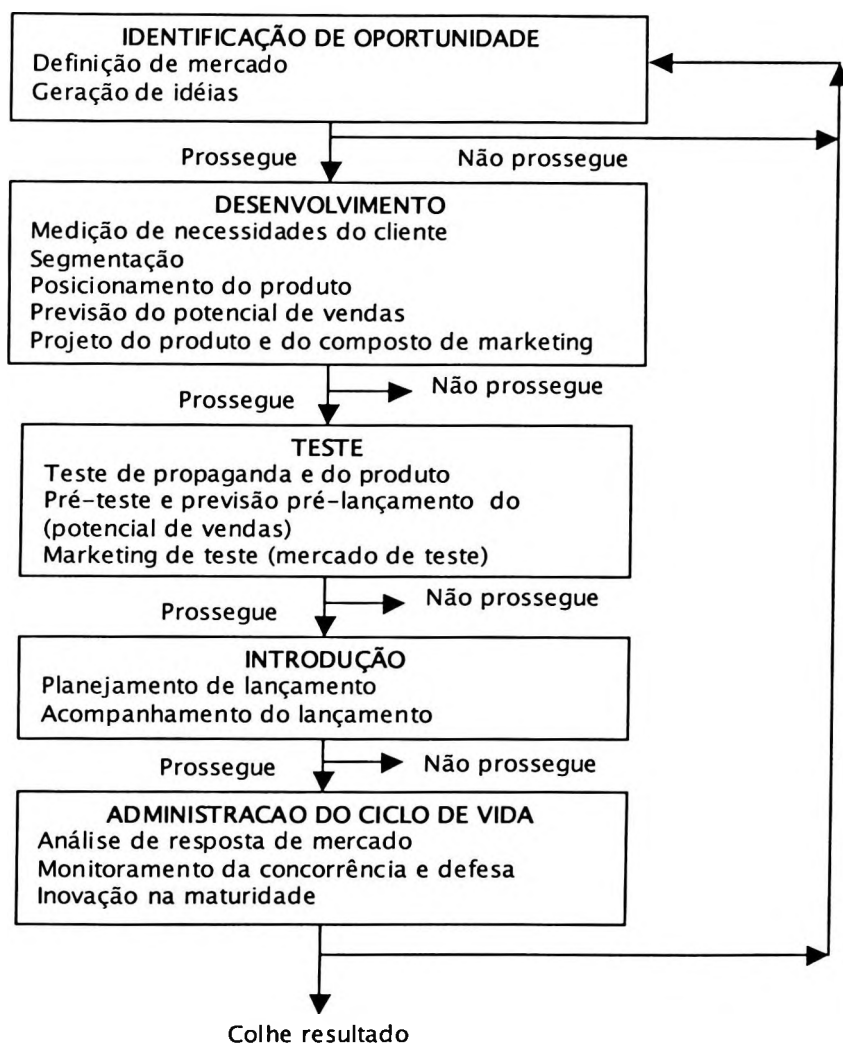 IDENTIFICAÇÃO DE OPORTUNIDADE
Definição de mercado
Geração de idéias
Prossegue
Não prossegue
DESENVOLVIMENTO
Medição de necessidades do cliente
Segmentação
Posicionamento do produto
Previsão do potencial de vendas
Projeto do produto e do composto de marketing
Prossegue
Não prossegue
TESTE
Teste de propaganda e do produto
Pré-teste e previsão pré-lançamento do
(potencial de vendas)
Marketing de teste (mercado de teste)
Prossegue
Não prossegue
INTRODUÇÃO
Planejamento de lançamento
Acompanhamento do lançamento
Prossegue
Não prossegue
ADMINISTRACAO DO CICLO DE VIDA
Análise de resposta de mercado
Monitoramento da concorrência e defesa
Inovação na maturidade
Colhe resultado